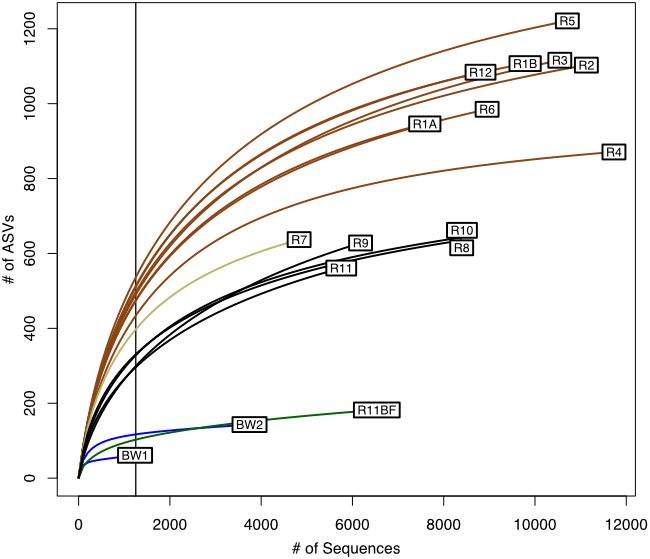 1200
1000
800
600
400
200
0
# of ASVs
R5
R3
R1B
R2
R12
R6
R1A
R4
R10
R7
R9
R8
R11
R11BF
BW2
BW1
0 2000 4000 6000 8000 10000 12000
# of Sequences